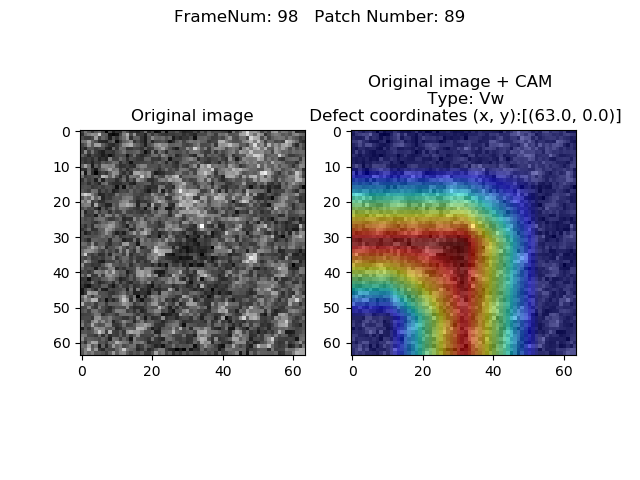 FrameNum: 98   Patch Number: 89
Original image
Original image + CAM
Type: Vw
Defect coordinates (x, y):[(63.0, 0.0)]
0
10
20
30
40
50
60
0 20 40 60
0
10
20
30
40
50
60
0 20 40 60